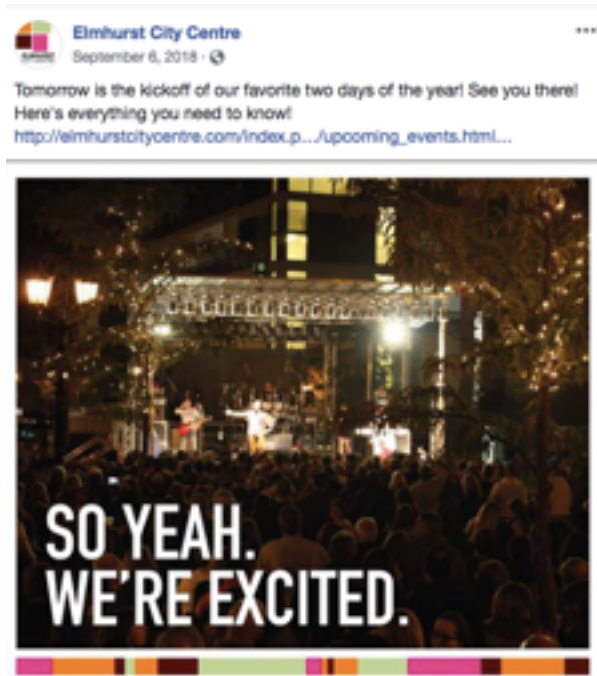 Elmhurst City Centre
September 6, 2018 ·
Tomorrow is the kickoff of our favorite two days of the year! See you there!
Here's everything you need to know!
http://elmhurstcitycentre.com/index.p.../upcoming_events.html...
SO YEAH.
WE'RE EXCITED.